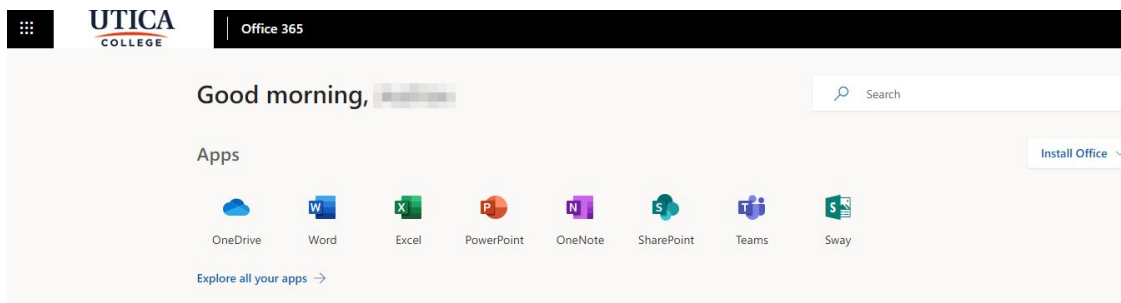 UTICA
COLLEGE
Office 365
Good morning,
Search
Apps
Install Office
OneDrive Word Excel PowerPoint OneNote SharePoint Teams Sway
Explore all your apps →